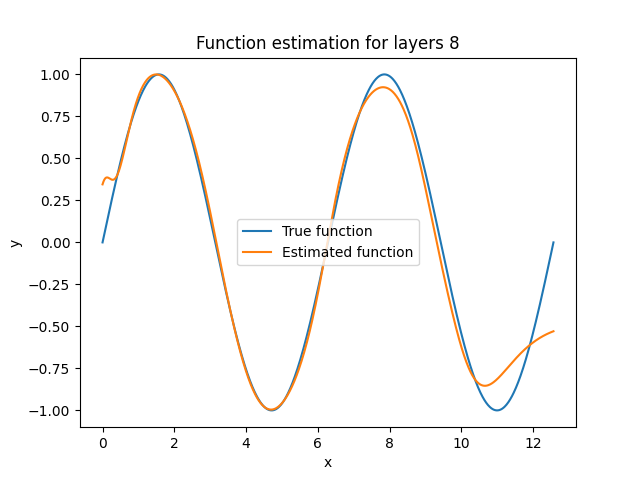 Function estimation for layers 8
1.00
0.75
0.50
0.25
0.00
−0.25
−0.50
−0.75
−1.00
y
True function
Estimated function
0 2 4 6 8 10 12
x